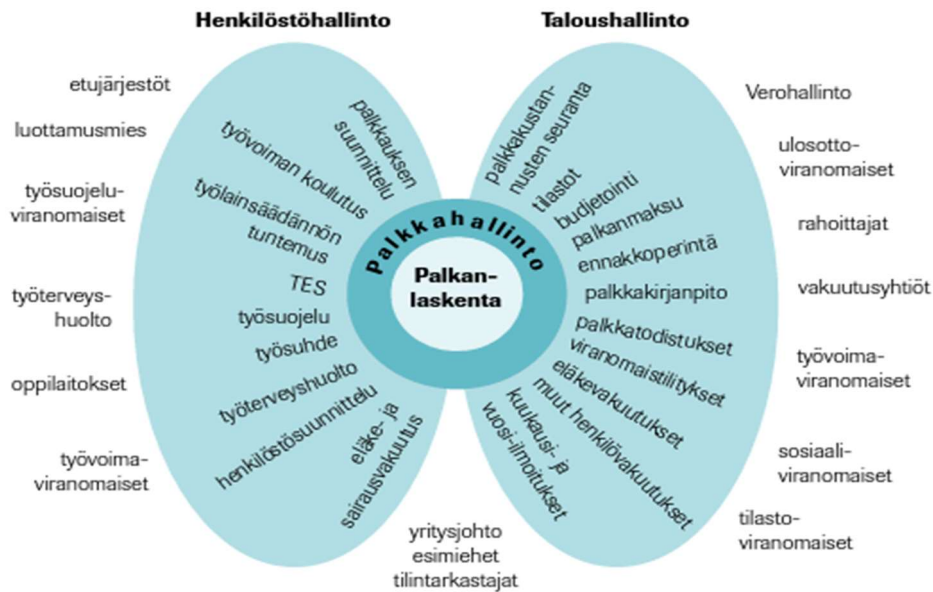 Henkilöstöhallinto
Taloushallinto
etujärjestöt
luottamusmies
työsuojelu-
viranomaiset
työterveys-
huolto
oppilaitokset
työvoima-
viranomaiset
palkkauksen
suunnittelu
työvoiman koulutus
työlainsäädännön
tuntemus
TES
työsuojelu
työsuhde
työterveyshuolto
henkilöstösuunnittelu
eläke- ja
sairausvakuutus
Palkkahallinto
Palkan-
laskenta
palkkakustan-
nusten seuranta
tilastot
budjetointi
palkanmaksu
ennakkoperintä
palkkakirjanpito
palkkatodistukset
viranomaistilitykset
eläkevakuutukset
muut henkilövakuutukset
kuukausi- ja
vuosi-ilmoitukset
Verohallinto
ulosotto-
viranomaiset
rahoittajat
vakuutusyhtiöt
työvoima-
viranomaiset
sosiaali-
viranomaiset
tilasto-
viranomaiset
yritysjohto
esimiehet
tilintarkastajat